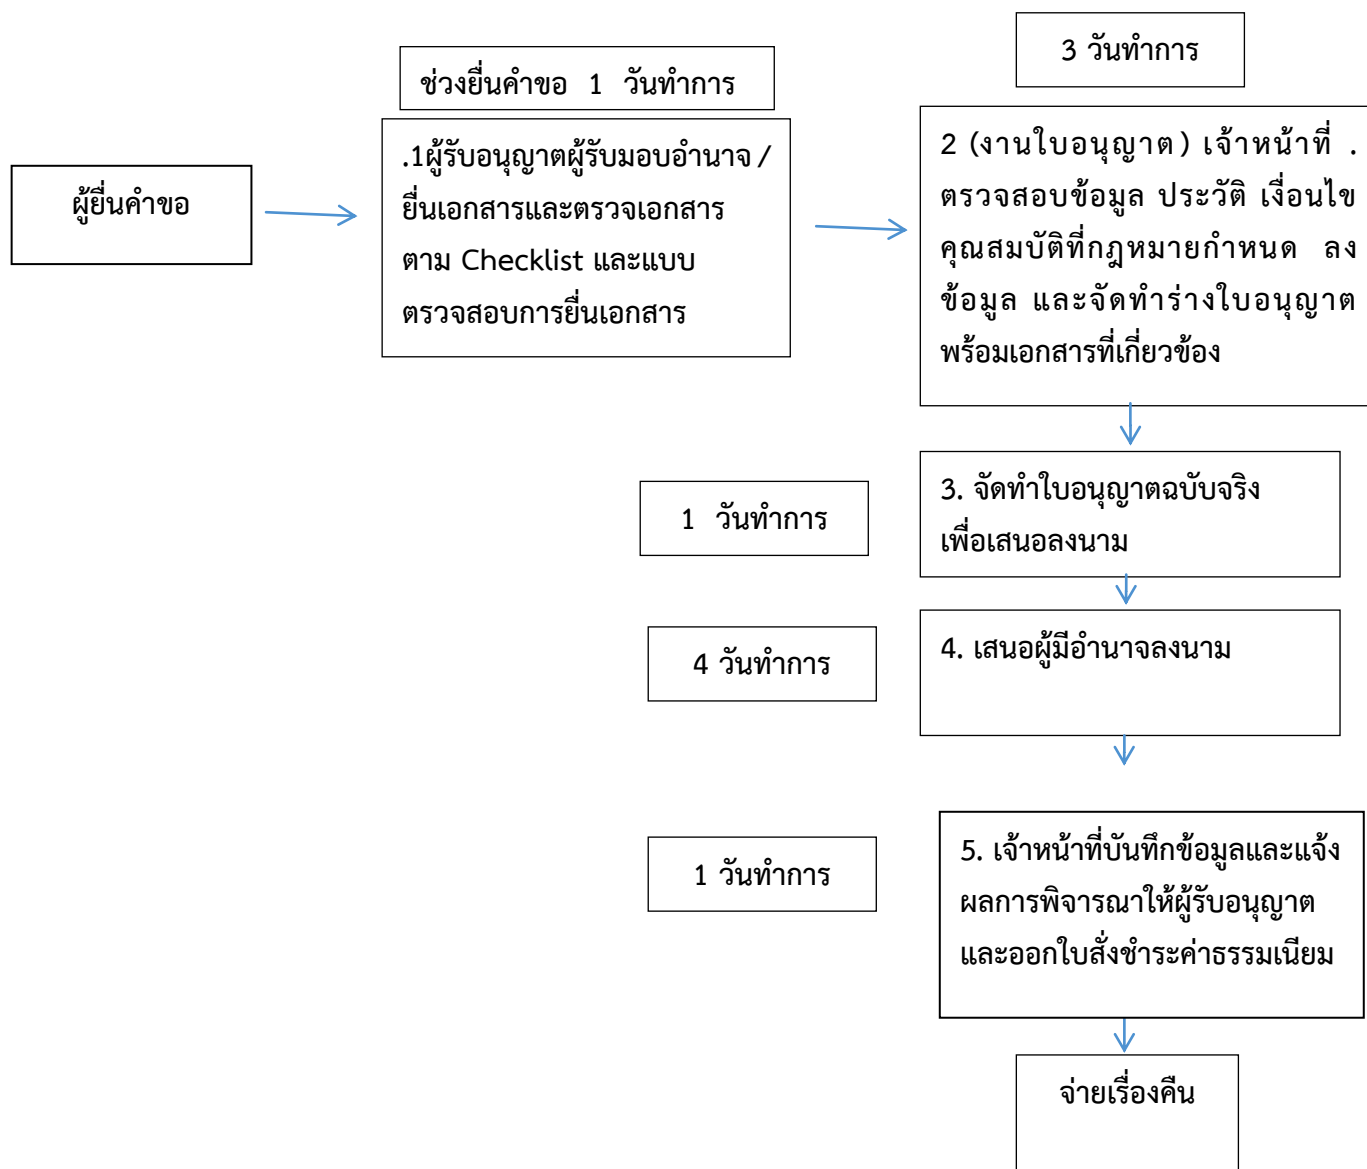 3 วันทำการ
ช่วงยื่นคำขอ 1 วันทำการ
ผู้ยื่นคำขอ
.1ผู้รับอนุญาตผู้รับมอบอำนาจ /
ยื่นเอกสารและตรวจเอกสาร
ตาม Checklist และแบบ
ตรวจสอบการยื่นเอกสาร
2 (งานใบอนุญาต) เจ้าหน้าที่ .
ตรวจสอบข้อมูล ประวัติ เงื่อนไข
คุณสมบัติที่กฎหมายกำหนด ลง
ข้อมูล และจัดทำร่างใบอนุญาต
พร้อมเอกสารที่เกี่ยวข้อง
1 วันทำการ
3. จัดทำใบอนุญาตฉบับจริง
เพื่อเสนอลงนาม
4 วันทำการ
4. เสนอผู้มีอำนาจลงนาม
1 วันทำการ
5. เจ้าหน้าที่บันทึกข้อมูลและแจ้ง
ผลการพิจารณาให้ผู้รับอนุญาต
และออกใบสั่งชำระค่าธรรมเนียม
จ่ายเรื่องคืน